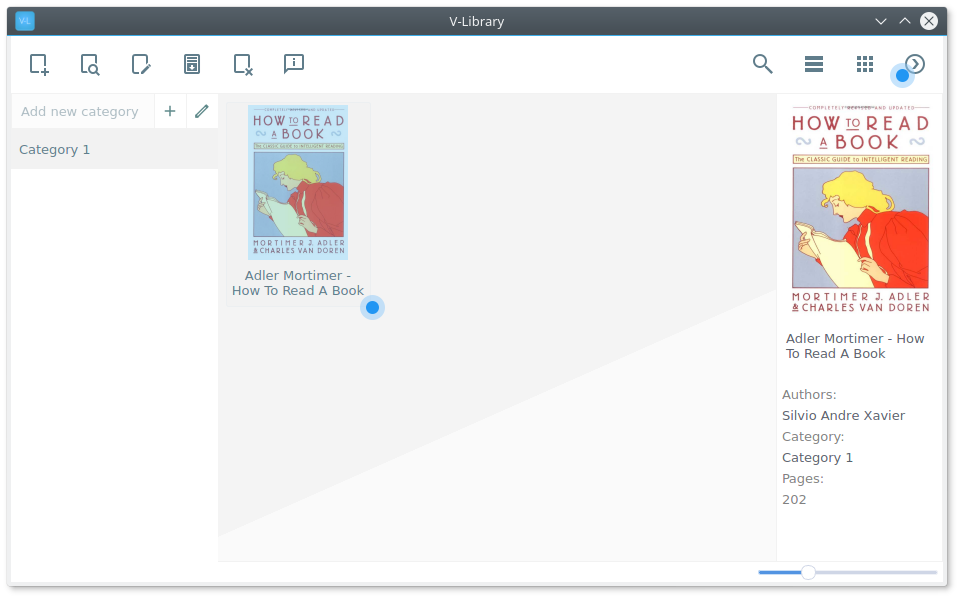 V-L
V-Library
Add new category
Category 1
COMPLETELY REVISED AND UPDATED
HOW TO READ
A BOOK
The CLASSIC GUIDE to INTELLIGENT READING
MORTIMER J. ADLER
& CHARLES VAN DOREN
Adler Mortimer -
How To Read A Book
COMPLETELY REVISED AND UPDATED
HOW TO READ
A BOOK
The CLASSIC GUIDE to INTELLIGENT READING
MORTIMER J. ADLER
& CHARLES VAN DOREN
Adler Mortimer - How
To Read A Book
Authors:
Silvio Andre Xavier
Category:
Category 1
Pages:
202